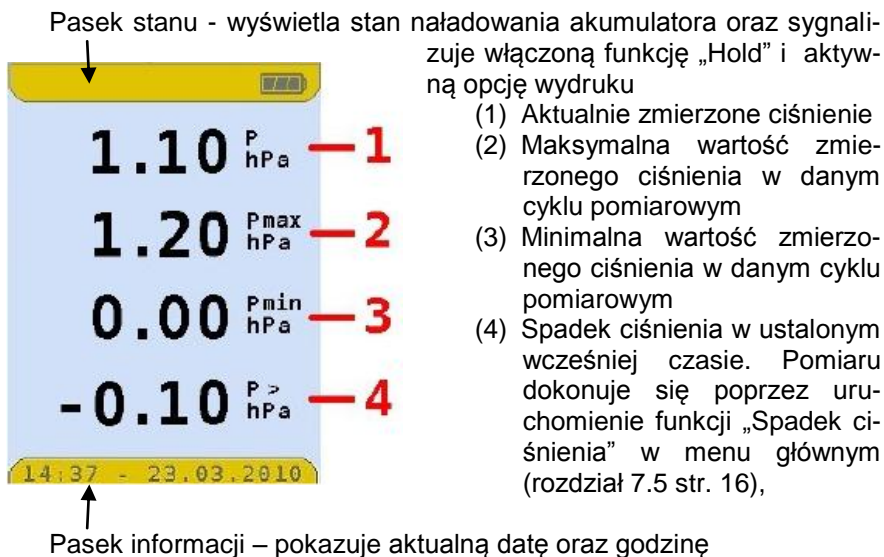 Pasek stanu - wyświetla stan naładowania akumulatora oraz sygnali-
zuje włączoną funkcję „Hold” i aktyw-
ną opcję wydruku
(1) Aktualnie zmierzone ciśnienie
(2) Maksymalna wartość zmie-
rzonego ciśnienia w danym
cyklu pomiarowym
(3) Minimalna wartość zmierzo-
nego ciśnienia w danym cyklu
pomiarowym
(4) Spadek ciśnienia w ustalonym
wcześniej czasie. Pomiaru
dokonuje się poprzez uru-
chomienie funkcji „Spadek ci-
śnienia” w menu głównym
(rozdział 7.5 str. 16),
1.10 P hPa 1
1.20 Pmax hPa 2
0.00 Pmin hPa 3
-0.10 P > hPa 4
14:37 - 23.03.2010
Pasek informacji – pokazuje aktualną datę oraz godzinę